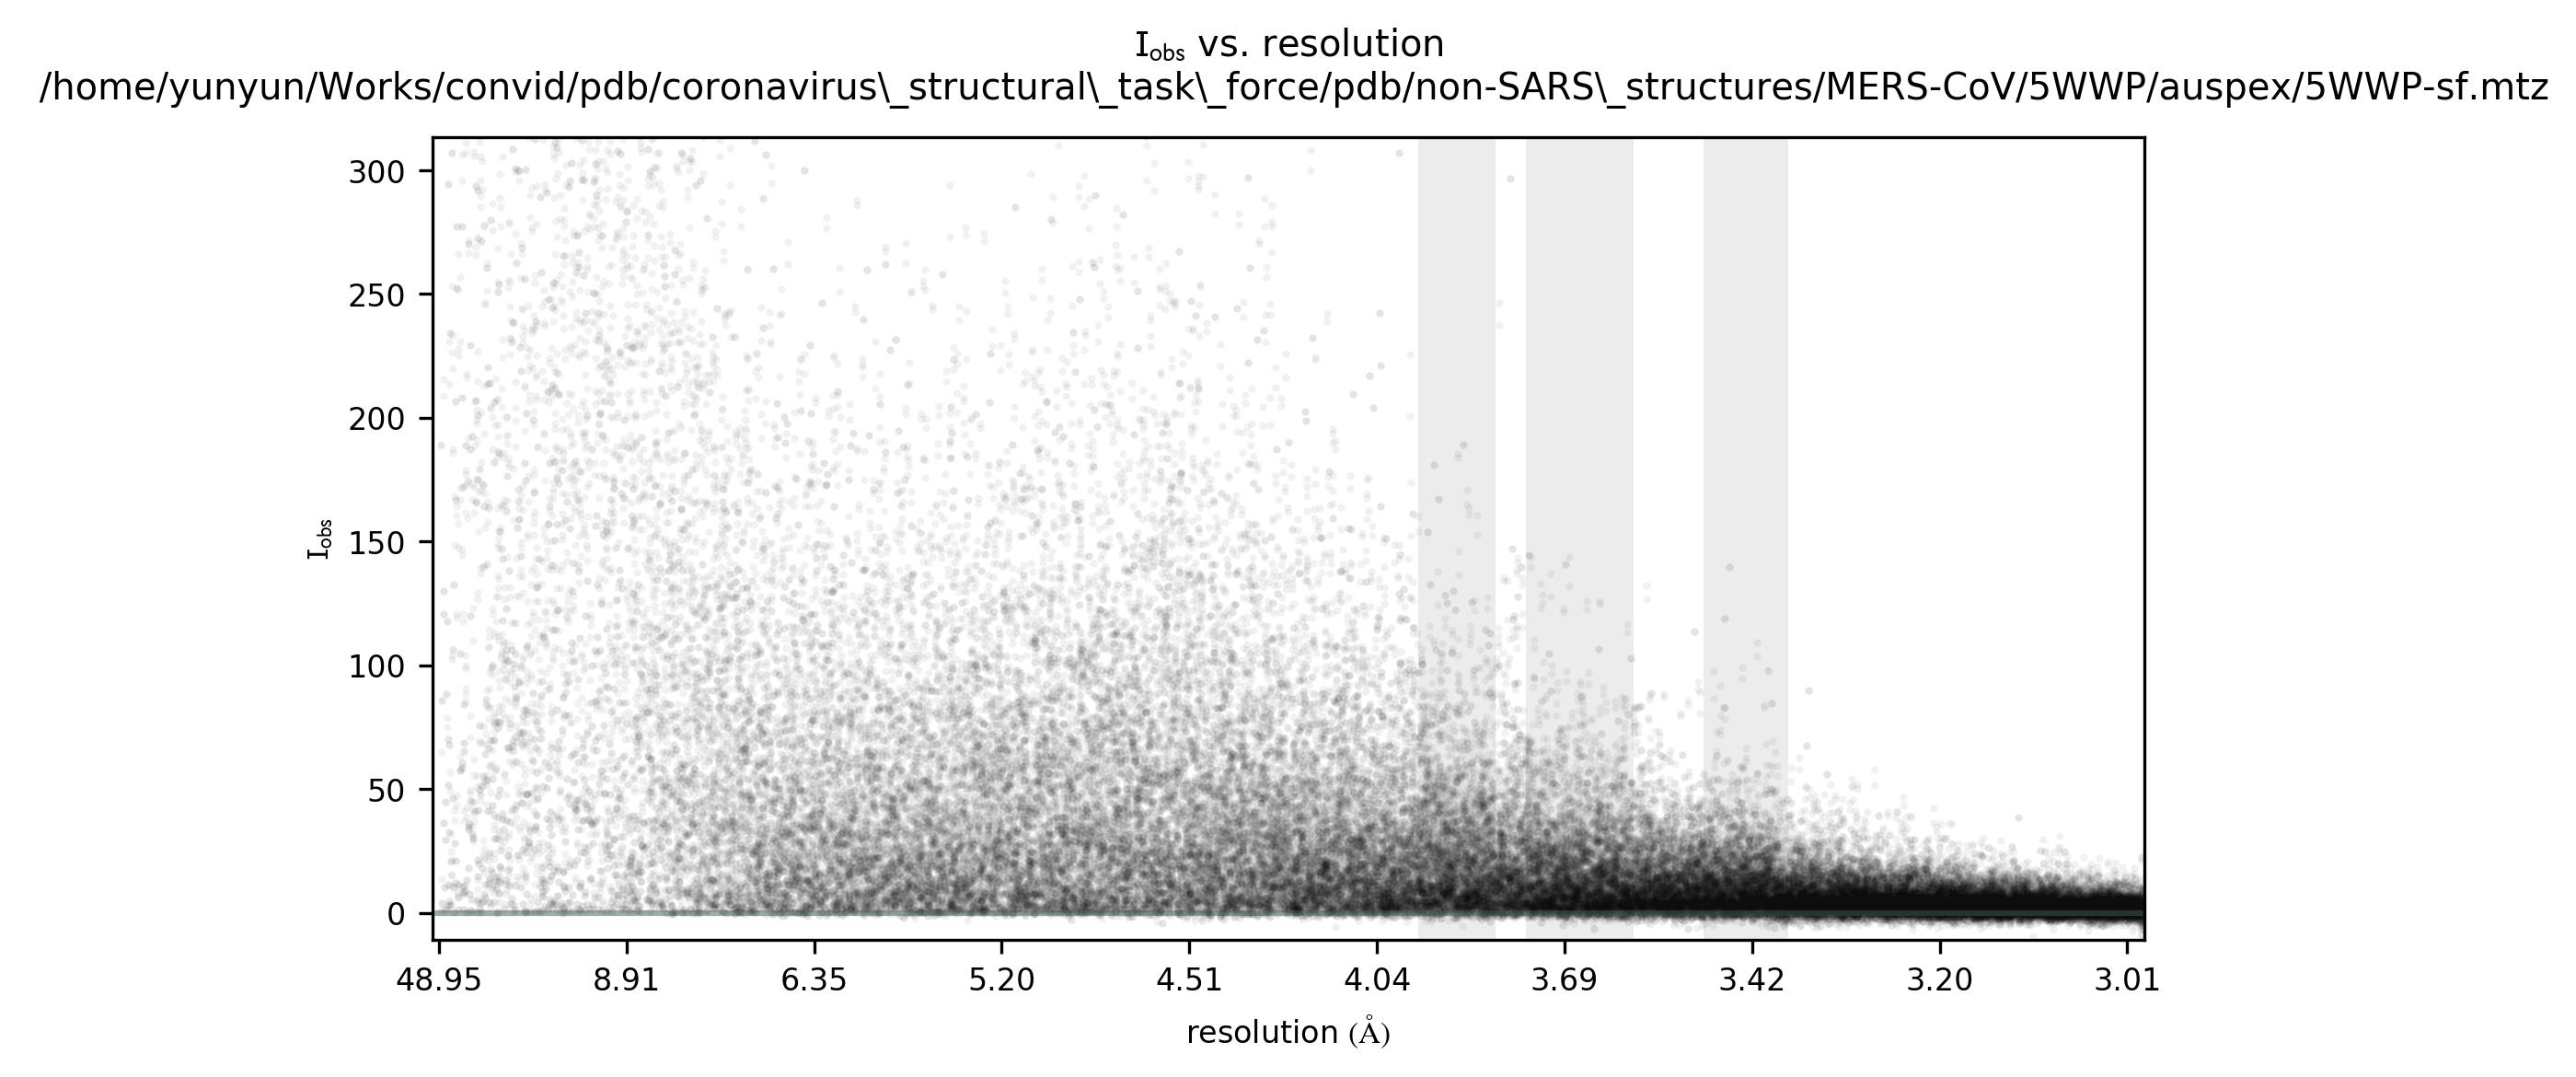 I_obs vs. resolution
/home/yunyun/Works/convid/pdb/coronavirus\_structural\_task\_force/pdb/non-SARS\_structures/MERS-CoV/5WWP/auspex/5WWP-sf.mtz
300
250
200
150
100
50
0
I_obs
48.95 8.91 6.35 5.20 4.51 4.04 3.69 3.42 3.20 3.01
resolution (Å)